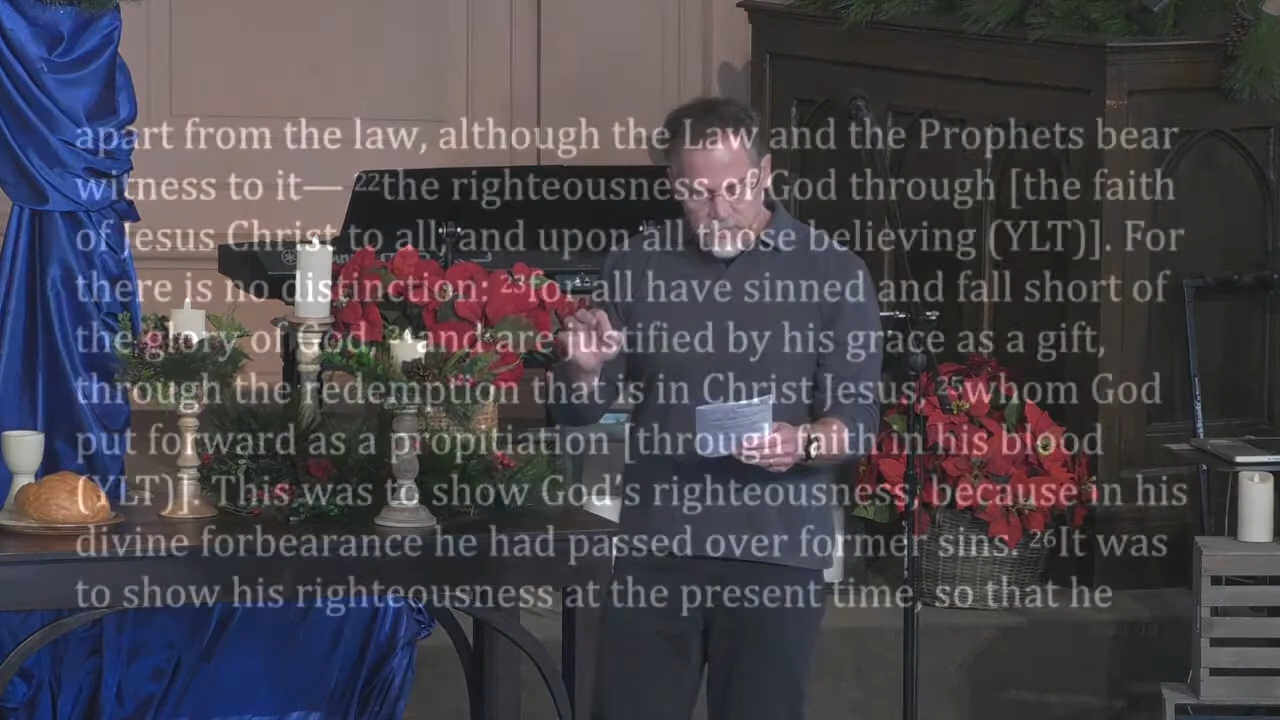 apart from the law, although the Law and the Prophets bear
witness to it— ²²the righteousness of God through [the faith
of Jesus Christ to all, and upon all those believing (YLT)]. For
there is no distinction: ²³for all have sinned and fall short of
the glory of God, ²⁴and are justified by his grace as a gift,
through the redemption that is in Christ Jesus, ²⁵whom God
put forward as a propitiation [through faith in his blood
(YLT)]. This was to show God's righteousness, because in his
divine forbearance he had passed over former sins. ²⁶It was
to show his righteousness at the present time, so that he